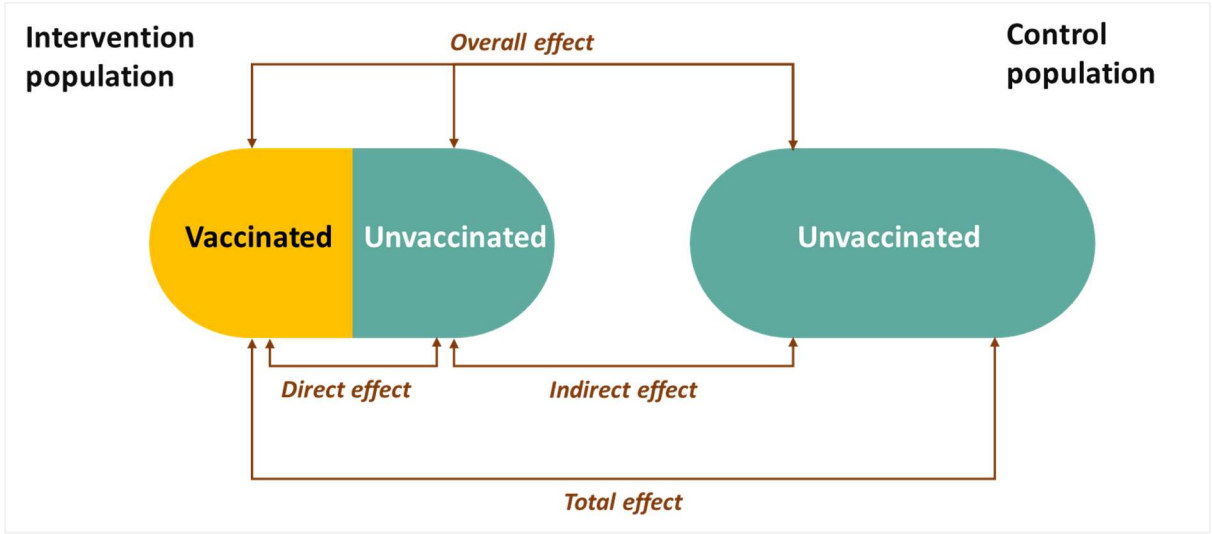 Intervention
population
Overall effect
Control
population
Vaccinated
Unvaccinated
Unvaccinated
Direct effect
Indirect effect
Total effect